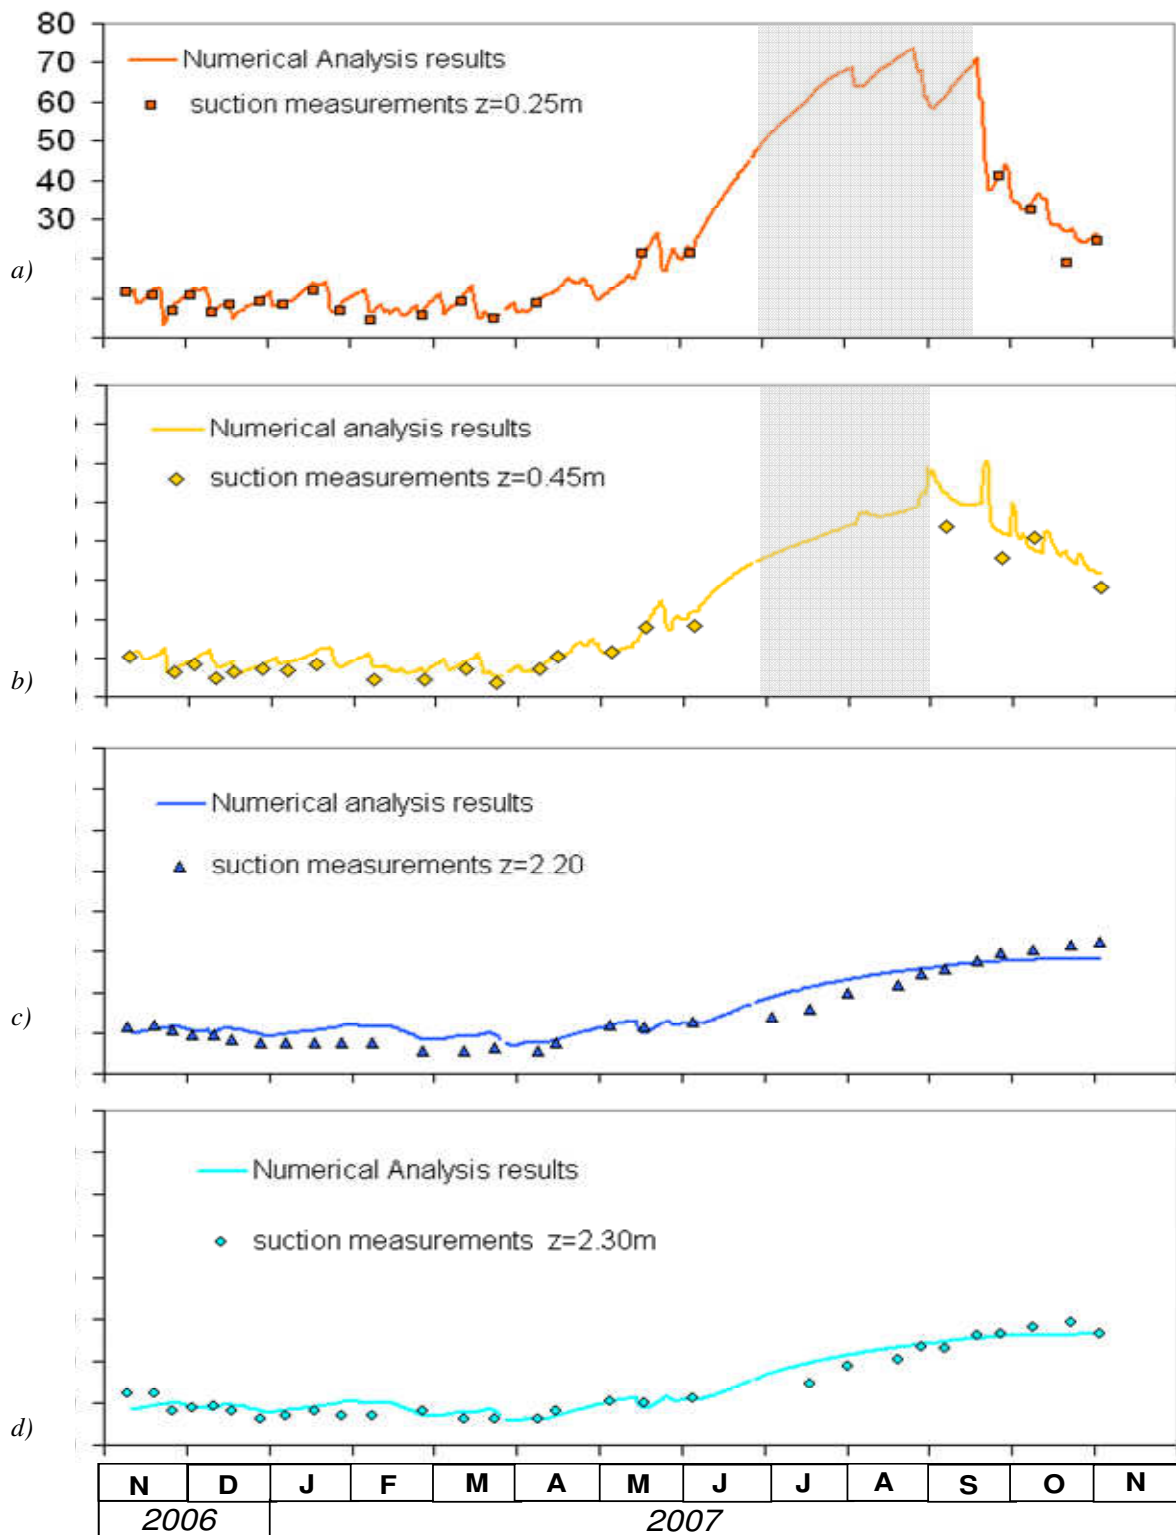 80
70
60
50
40
30
Numerical Analysis results
suction measurements z=0.25m
a)
Numerical analysis results
suction measurements z=0.45m
b)
Numerical analysis results
suction measurements z=2.20
c)
Numerical Analysis results
suction measurements z=2.30m
d)
N D J F M A M J J A S O N
2006 2007